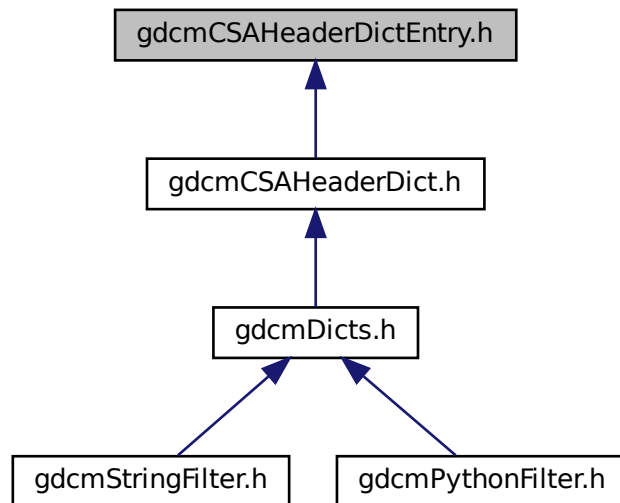 gdcmCSAHeaderDictEntry.h
gdcmCSAHeaderDict.h
gdcmDicts.h
gdcmStringFilter.h
gdcmPythonFilter.h